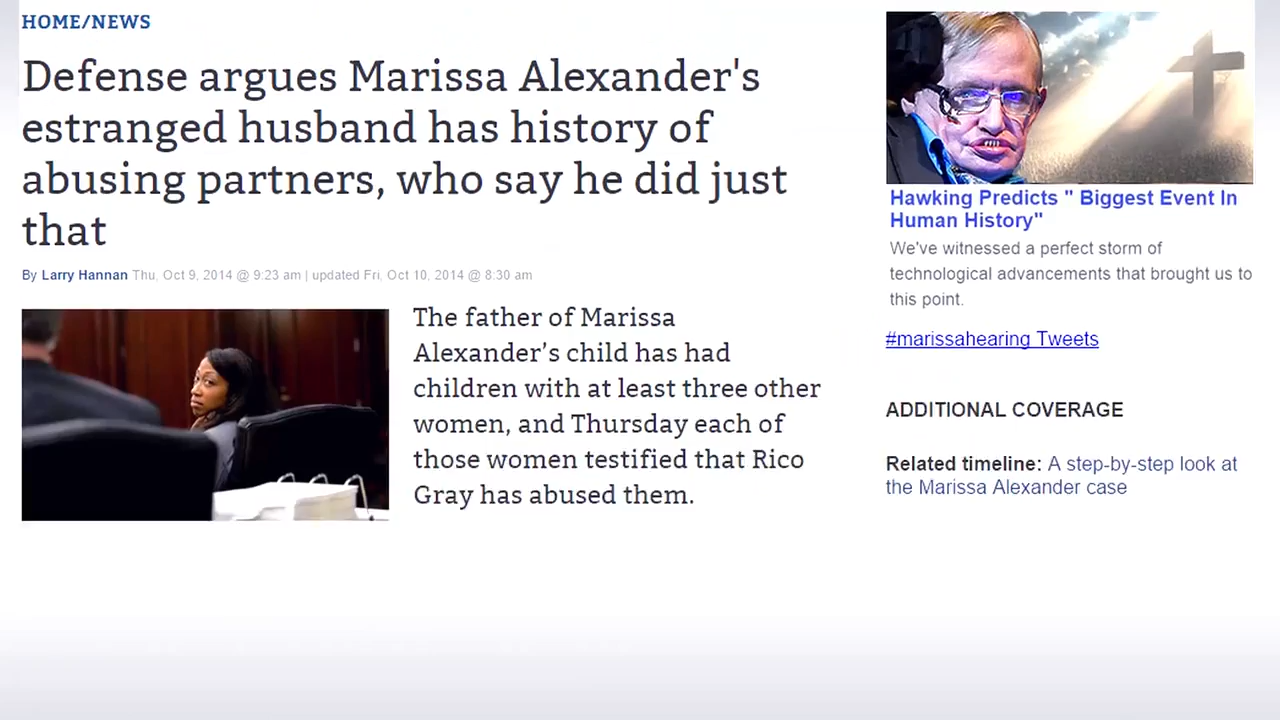 HOME/NEWS
Defense argues Marissa Alexander's
estranged husband has history of
abusing partners, who say he did just
that
By Larry Hannan Thu, Oct 9, 2014 @ 9:23 am | updated Fri, Oct 10, 2014 @ 8:30 am
The father of Marissa
Alexander’s child has had
children with at least three other
women, and Thursday each of
those women testified that Rico
Gray has abused them.
Hawking Predicts " Biggest Event In
Human History"
We've witnessed a perfect storm of
technological advancements that brought us to
this point.
#marissahearing Tweets
ADDITIONAL COVERAGE
Related timeline: A step-by-step look at
the Marissa Alexander case